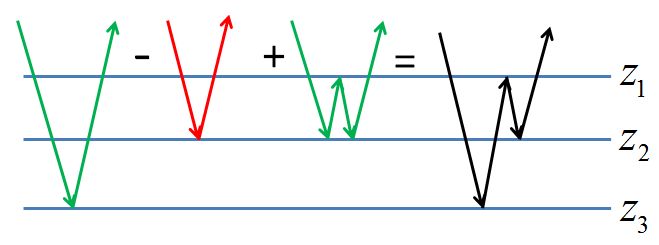 - + =
z₁
z₂
z₃